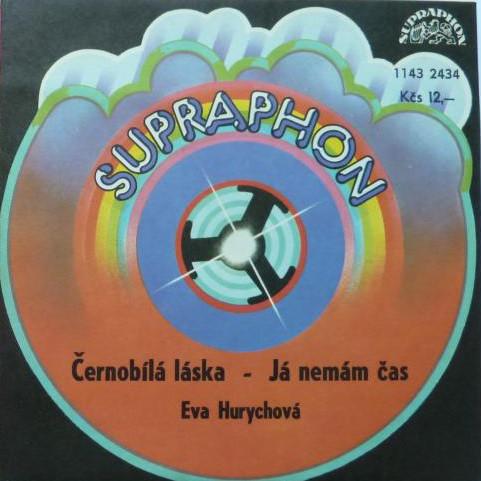 SUPRAPHON
1143 2434
Kčs 12,–
SUPRAPHON
Černobílá láska - Já nemám čas
Eva Hurychová